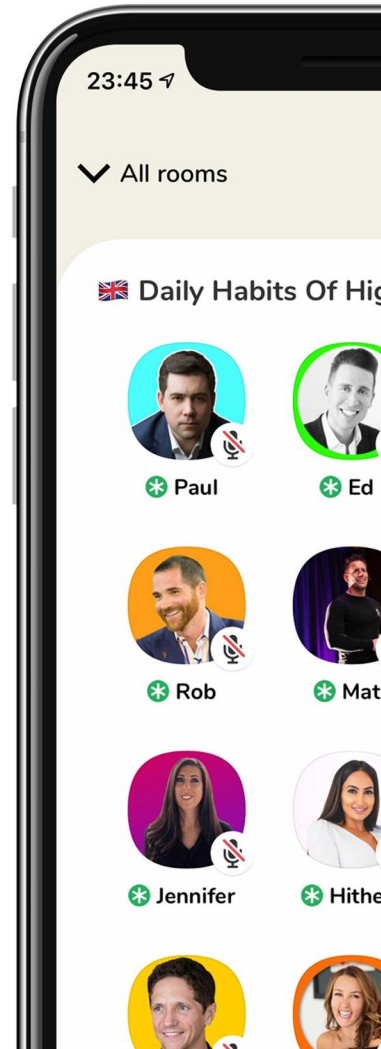 23:45
All rooms
🇬🇧 Daily Habits Of Hig
Paul
Ed
Rob
Mat
Jennifer
Hithe